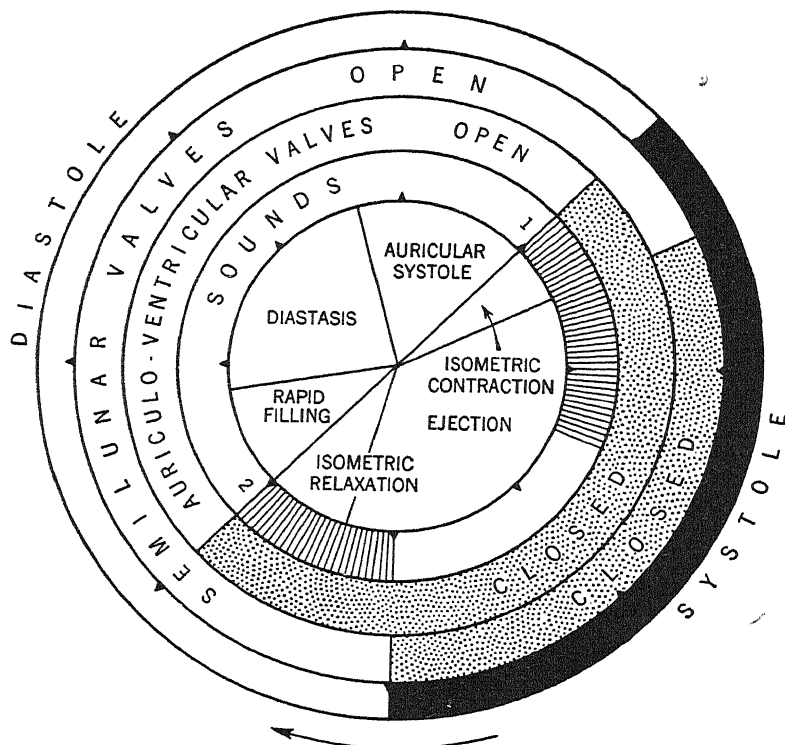 DIASTOLE
SEMILUNAR VALVES OPEN
AURICULO-VENTRICULAR VALVES OPEN
SOUNDS
1
AURICULAR
SYSTOLE
DIASTASIS
ISOMETRIC
CONTRACTION
RAPID
FILLING
EJECTION
ISOMETRIC
RELAXATION
2
CLOSED
CLOSED
SYSTOLE